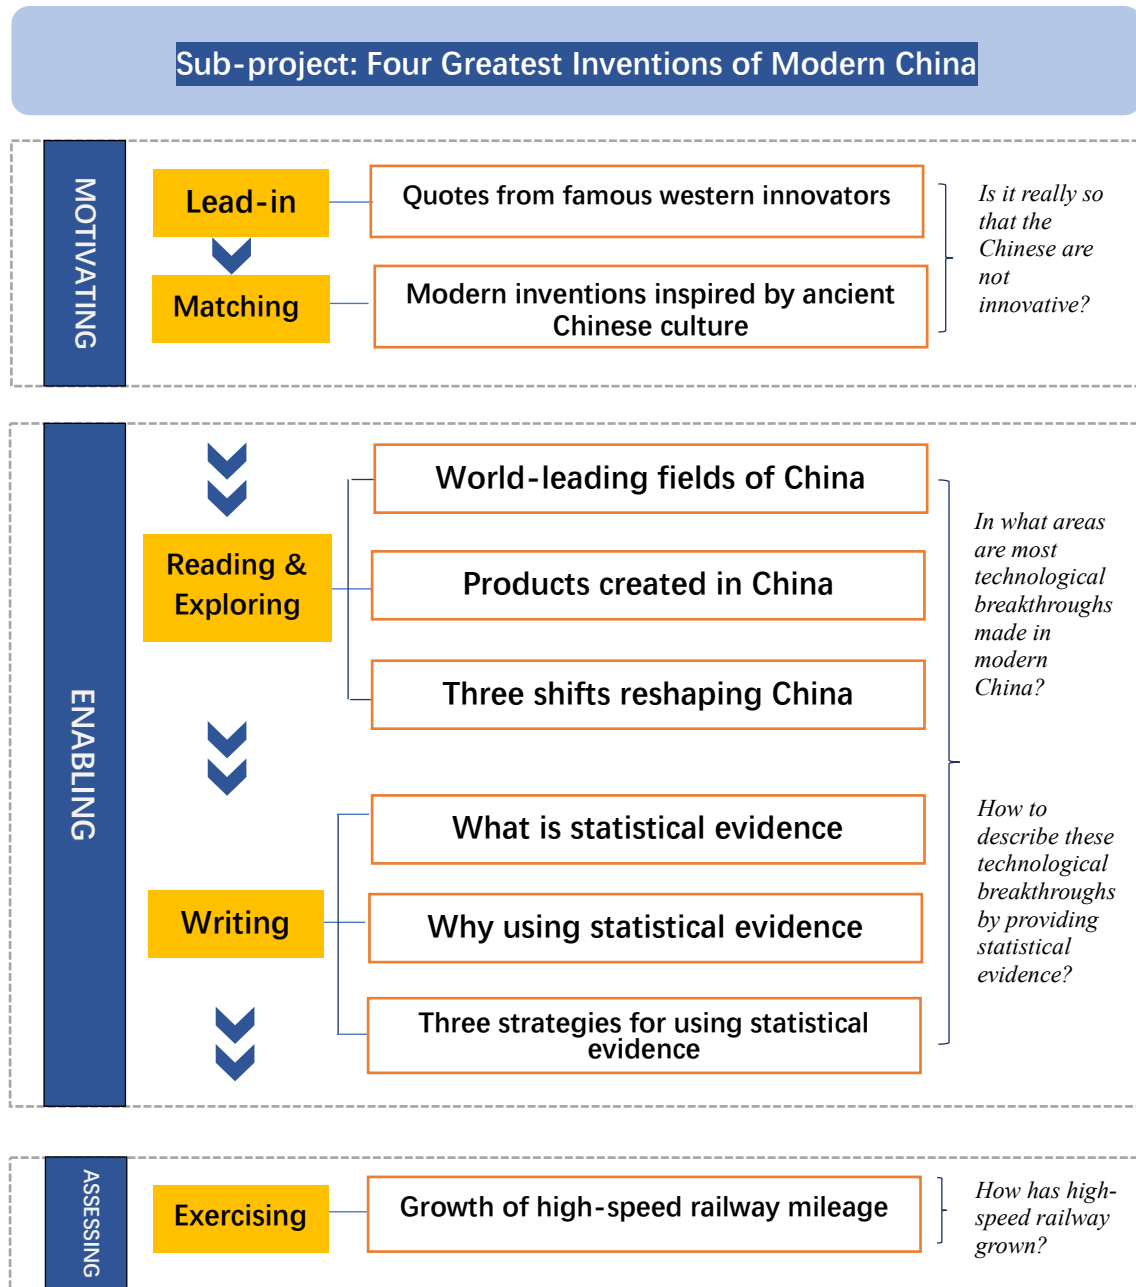 Sub-project: Four Greatest Inventions of Modern China
MOTIVATING
Lead-in
Quotes from famous western innovators
Matching
Modern inventions inspired by ancient
Chinese culture
Is it really so
that the
Chinese are
not
innovative?
ENABLING
Reading &
Exploring
World-leading fields of China
Products created in China
Three shifts reshaping China
In what areas
are most
technological
breakthroughs
made in
modern
China?
Writing
What is statistical evidence
Why using statistical evidence
Three strategies for using statistical
evidence
How to
describe these
technological
breakthroughs
by providing
statistical
evidence?
ASSESSING
Exercising
Growth of high-speed railway mileage
How has high-
speed railway
grown?